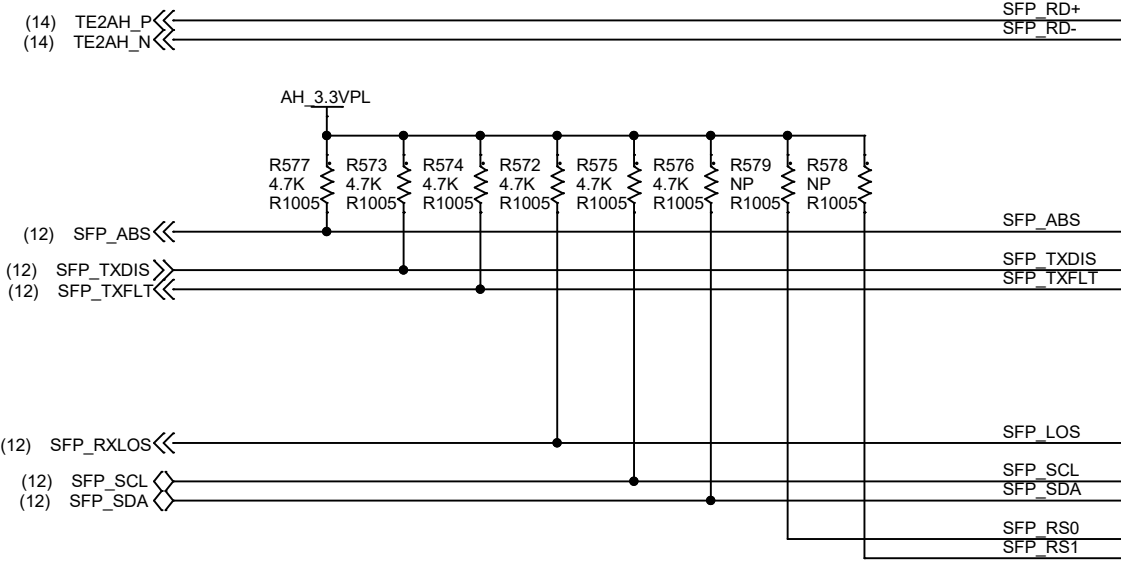 (14) TE2AH_P SFP_RD+
(14) TE2AH_N SFP_RD-
AH_3.3VPL
R577 R573 R574 R572 R575 R576 R579 R578
4.7K 4.7K 4.7K 4.7K 4.7K 4.7K NP NP
R1005 R1005 R1005 R1005 R1005 R1005 R1005 R1005
(12) SFP_ABS SFP_ABS
(12) SFP_TXDIS SFP_TXDIS
(12) SFP_TXFLT SFP_TXFLT
(12) SFP_RXLOS SFP_LOS
(12) SFP_SCL SFP_SCL
(12) SFP_SDA SFP_SDA
SFP_RS0
SFP_RS1